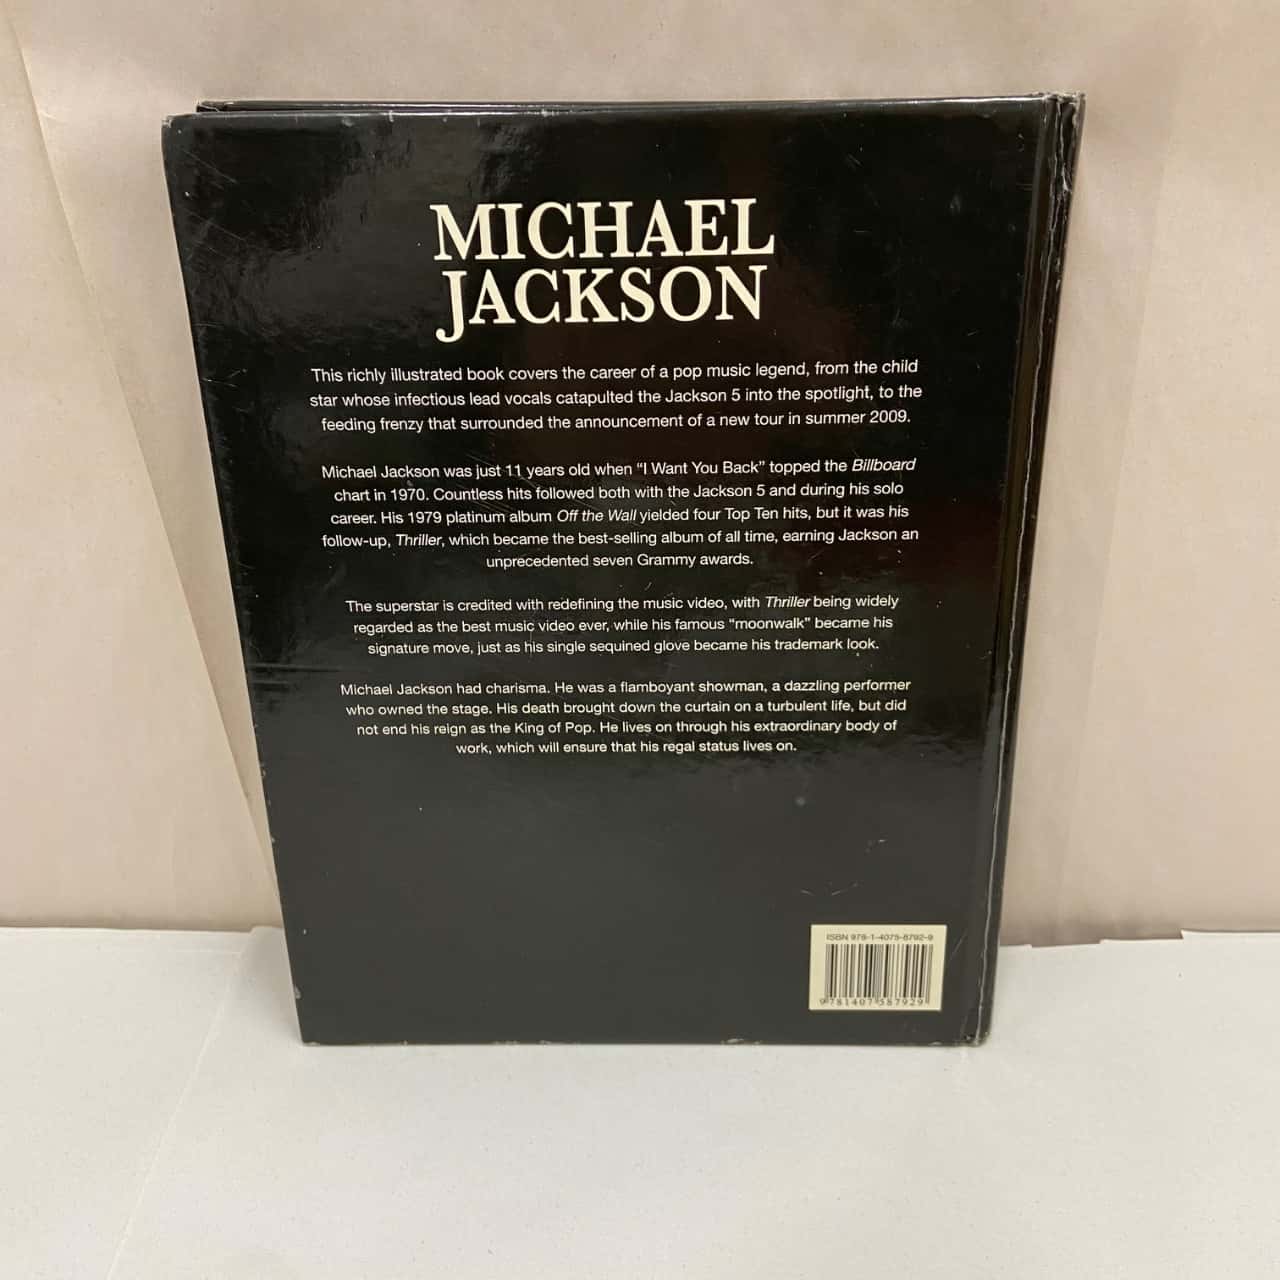 MICHAEL
JACKSON
This richly illustrated book covers the career of a pop music legend, from the child
star whose infectious lead vocals catapulted the Jackson 5 into the spotlight, to the
feeding frenzy that surrounded the announcement of a new tour in summer 2009.
Michael Jackson was just 11 years old when “I Want You Back” topped the Billboard
chart in 1970. Countless hits followed both with the Jackson 5 and during his solo
career. His 1979 platinum album Off the Wall yielded four Top Ten hits, but it was his
follow-up, Thriller, which became the best-selling album of all time, earning Jackson an
unprecedented seven Grammy awards.
The superstar is credited with redefining the music video, with Thriller being widely
regarded as the best music video ever, while his famous “moonwalk” became his
signature move, just as his single sequined glove became his trademark look.
Michael Jackson had charisma. He was a flamboyant showman, a dazzling performer
who owned the stage. His death brought down the curtain on a turbulent life, but did
not end his reign as the King of Pop. He lives on through his extraordinary body of
work, which will ensure that his regal status lives on.
ISBN 978-1-4075-8792-9
9 781407 587929